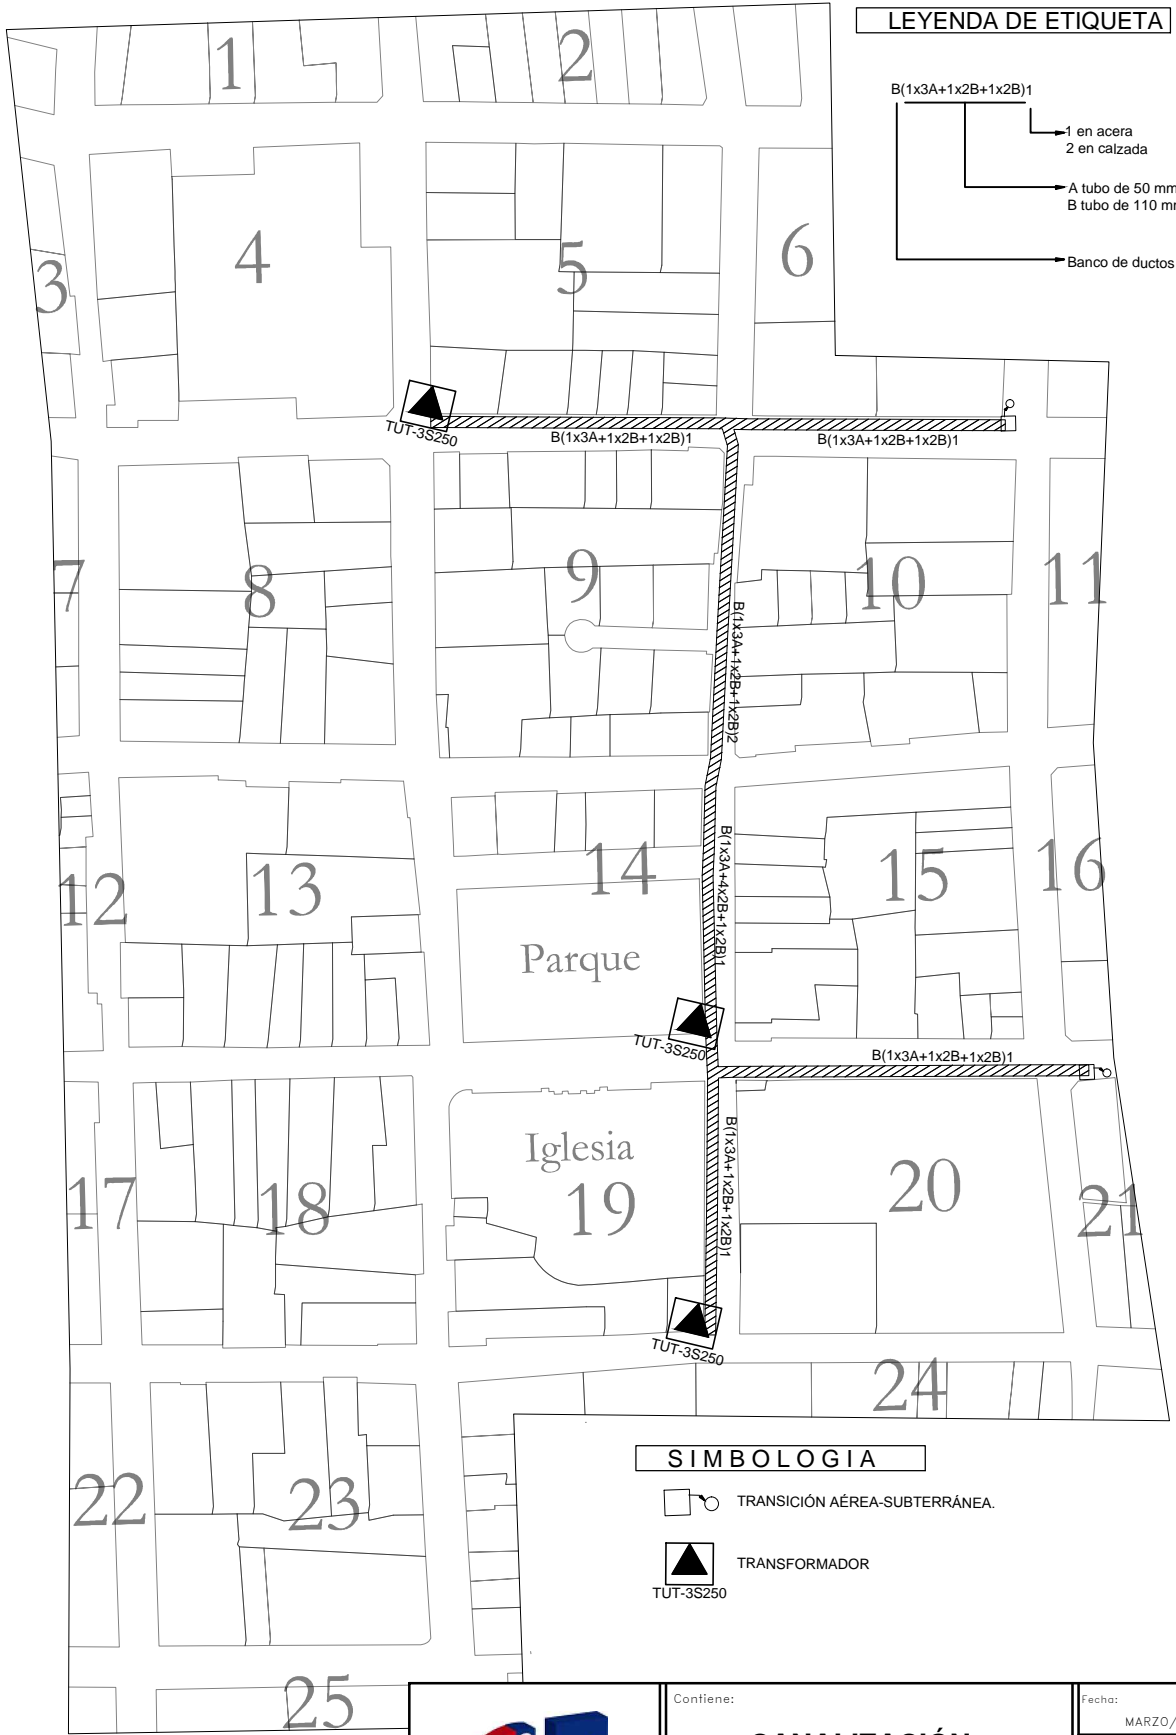 LEYENDA DE ETIQUETA
B(1x3A+1x2B+1x2B)1
1 en acera
2 en calzada
A tubo de 50 mm
B tubo de 110
Banco de ductos
1
2
3
4
5
6
TUT-3S250
B(1x3A+1x2B+1x2B)1
B(1x3A+1x2B+1x2B)1
7
8
9
10
11
B(1x3A+1x2B+1x2B)2
12
13
14
15
16
B(1x3A+4x2B+1x2B)1
Parque
TUT-3S250
B(1x3A+1x2B+1x2B)1
B(1x3A+1x2B+1x2B)1
Iglesia
17
18
19
20
21
TUT-3S250
22
23
24
25
SIMBOLOGIA
TRANSICIÓN AÉREA-SUBTERRÁNEA.
TRANSFORMADOR
TUT-3S250
Contiene:
Fecha:
MARZO/